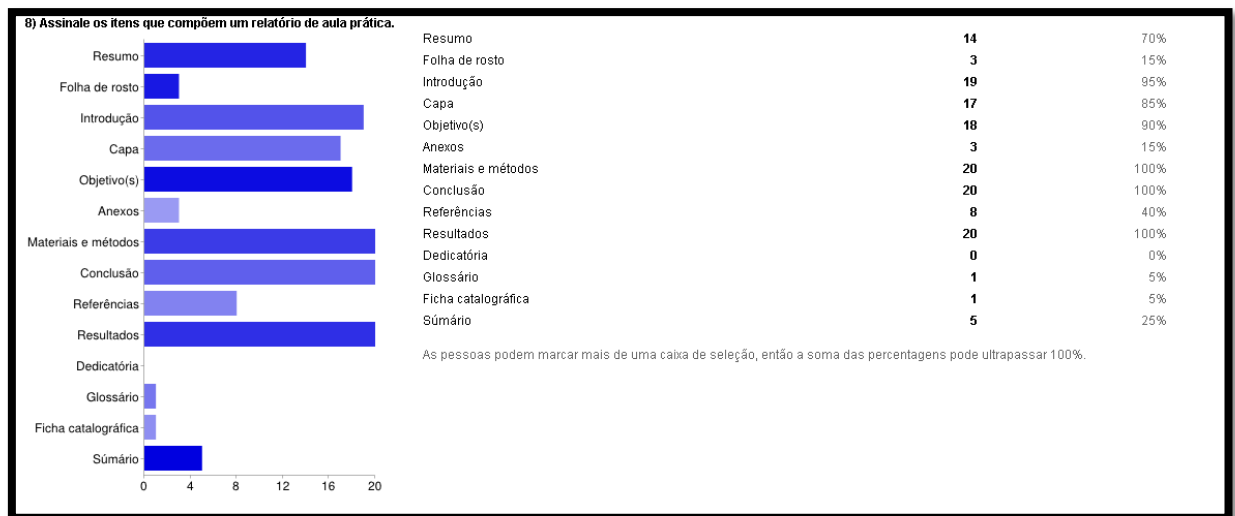 8) Assinale os itens que compõem um relatório de aula prática.
Resumo
Folha de rosto
Introdução
Capa
Objetivo(s)
Anexos
Materiais e métodos
Conclusão
Referências
Resultados
Dedicatória
Glossário
Ficha catalográfica
Súmário
0 4 8 12 16 20
Resumo 14 70%
Folha de rosto 3 15%
Introdução 19 95%
Capa 17 85%
Objetivo(s) 18 90%
Anexos 3 15%
Materiais e métodos 20 100%
Conclusão 20 100%
Referências 8 40%
Resultados 20 100%
Dedicatória 0 0%
Glossário 1 5%
Ficha catalográfica 1 5%
Súmário 5 25%
As pessoas podem marcar mais de uma caixa de seleção, então a soma das percentagens pode ultrapassar 100%.